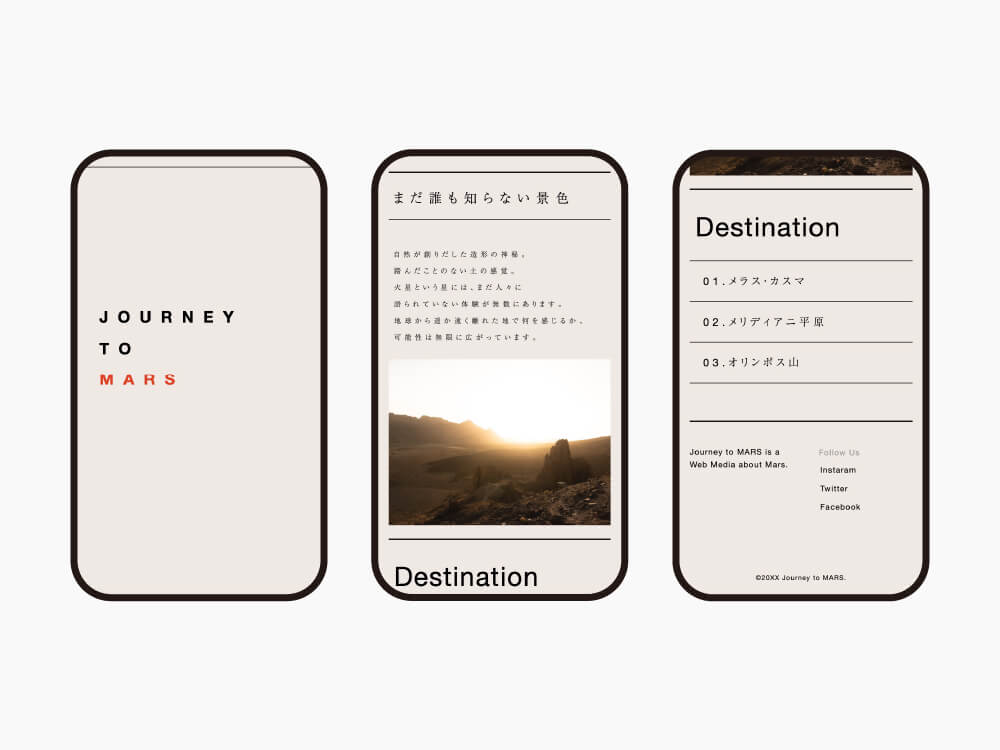 JOURNEY
TO
MARS
まだ誰も知らない景色
自然が創りだした造形の神秘。
踏んだことのない土の感覚。
火星という星には、まだ人々に
語られていない体験が無数にあります。
地球から遥か遠く離れた地で何を感じるか、
可能性は無限に広がっています。
Destination
Destination
01.メラス・カスマ
02.メリディアニ平原
03.オリンポス山
Journey to MARS is a
Web Media about Mars.
Follow Us
Instaram
Twitter
Facebook
©20XX Journey to MARS.